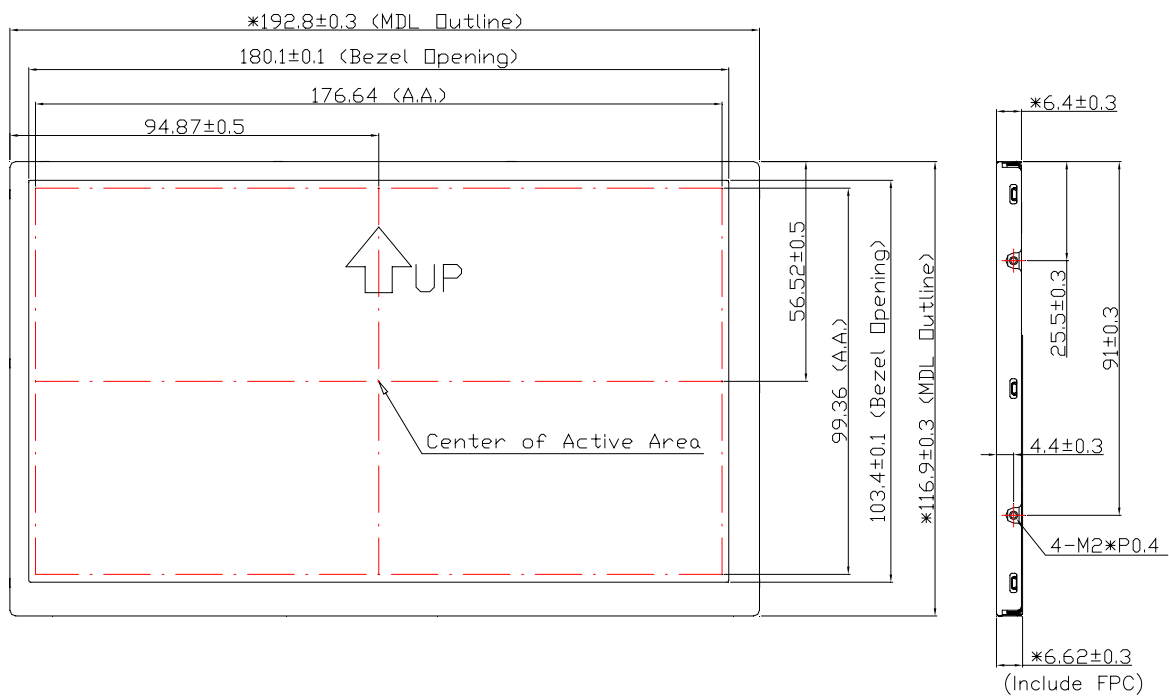 *192.8±0.3 (MDL Outline)
180.1±0.1 (Bezel Opening)
176.64 (A.A.)
94.87±0.5
*6.4±0.3
UP
56.52±0.5
99.36 (A.A.)
103.4±0.1 (Bezel Opening)
*116.9±0.3 (MDL Outline)
25.5±0.3
91±0.3
Center of Active Area
4.4±0.3
4-M2*P0.4
*6.62±0.3
(Include FPC)